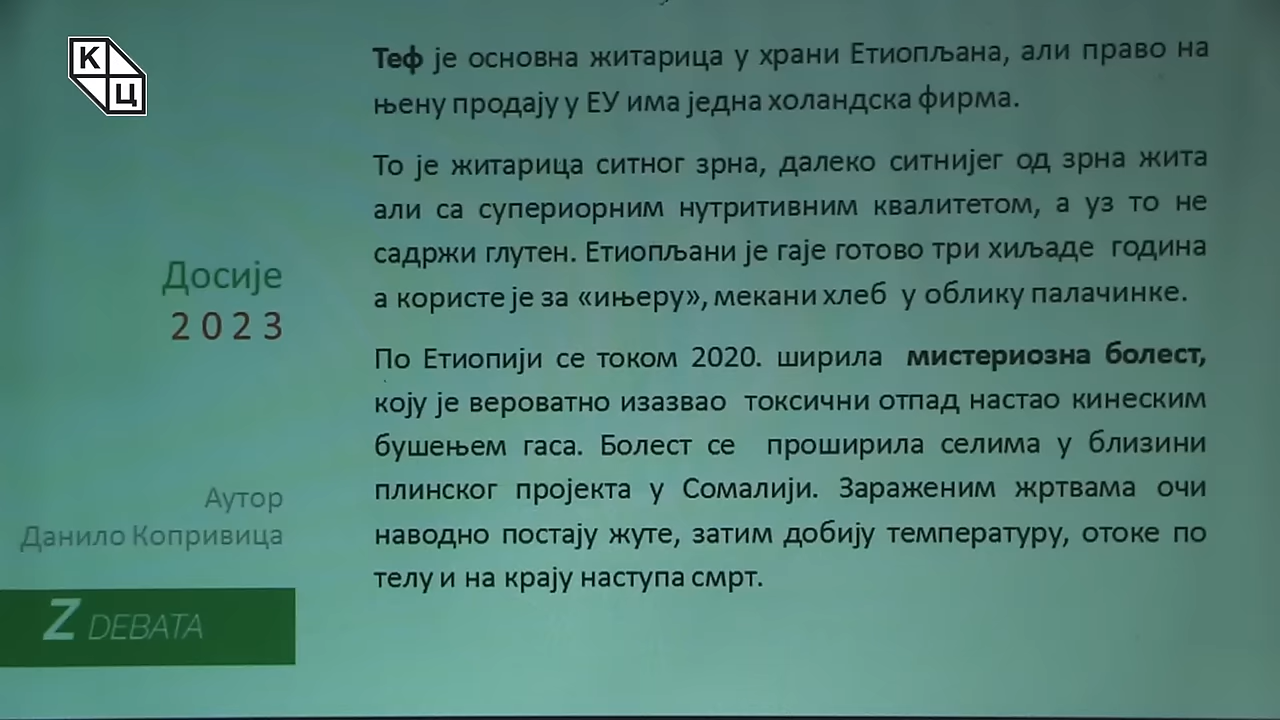 К
Ц
Теф је основна житарица у храни Етиопљана, али право на
њену продају у ЕУ има једна холандска фирма.
То је житарица ситног зрна, далеко ситнијег од зрна жита
али са супериорним нутритивним квалитетом, а уз то не
садржи глутен. Етиопљани је гаје готово три хиљаде година
а користе је за «ињеру», мекани хлеб у облику палачинке.
По Етиопији се током 2020. ширила мистериозна болест,
коју је вероватно изазвао токсични отпад настао кинеским
бушењем гаса. Болест се проширила селима у близини
плинског пројекта у Сомалији. Зараженим жртвама очи
наводно постају жуте, затим добију температуру, отоке по
телу и на крају наступа смрт.
Досије
2023
Аутор
Данило Копривица
Z DEBATA